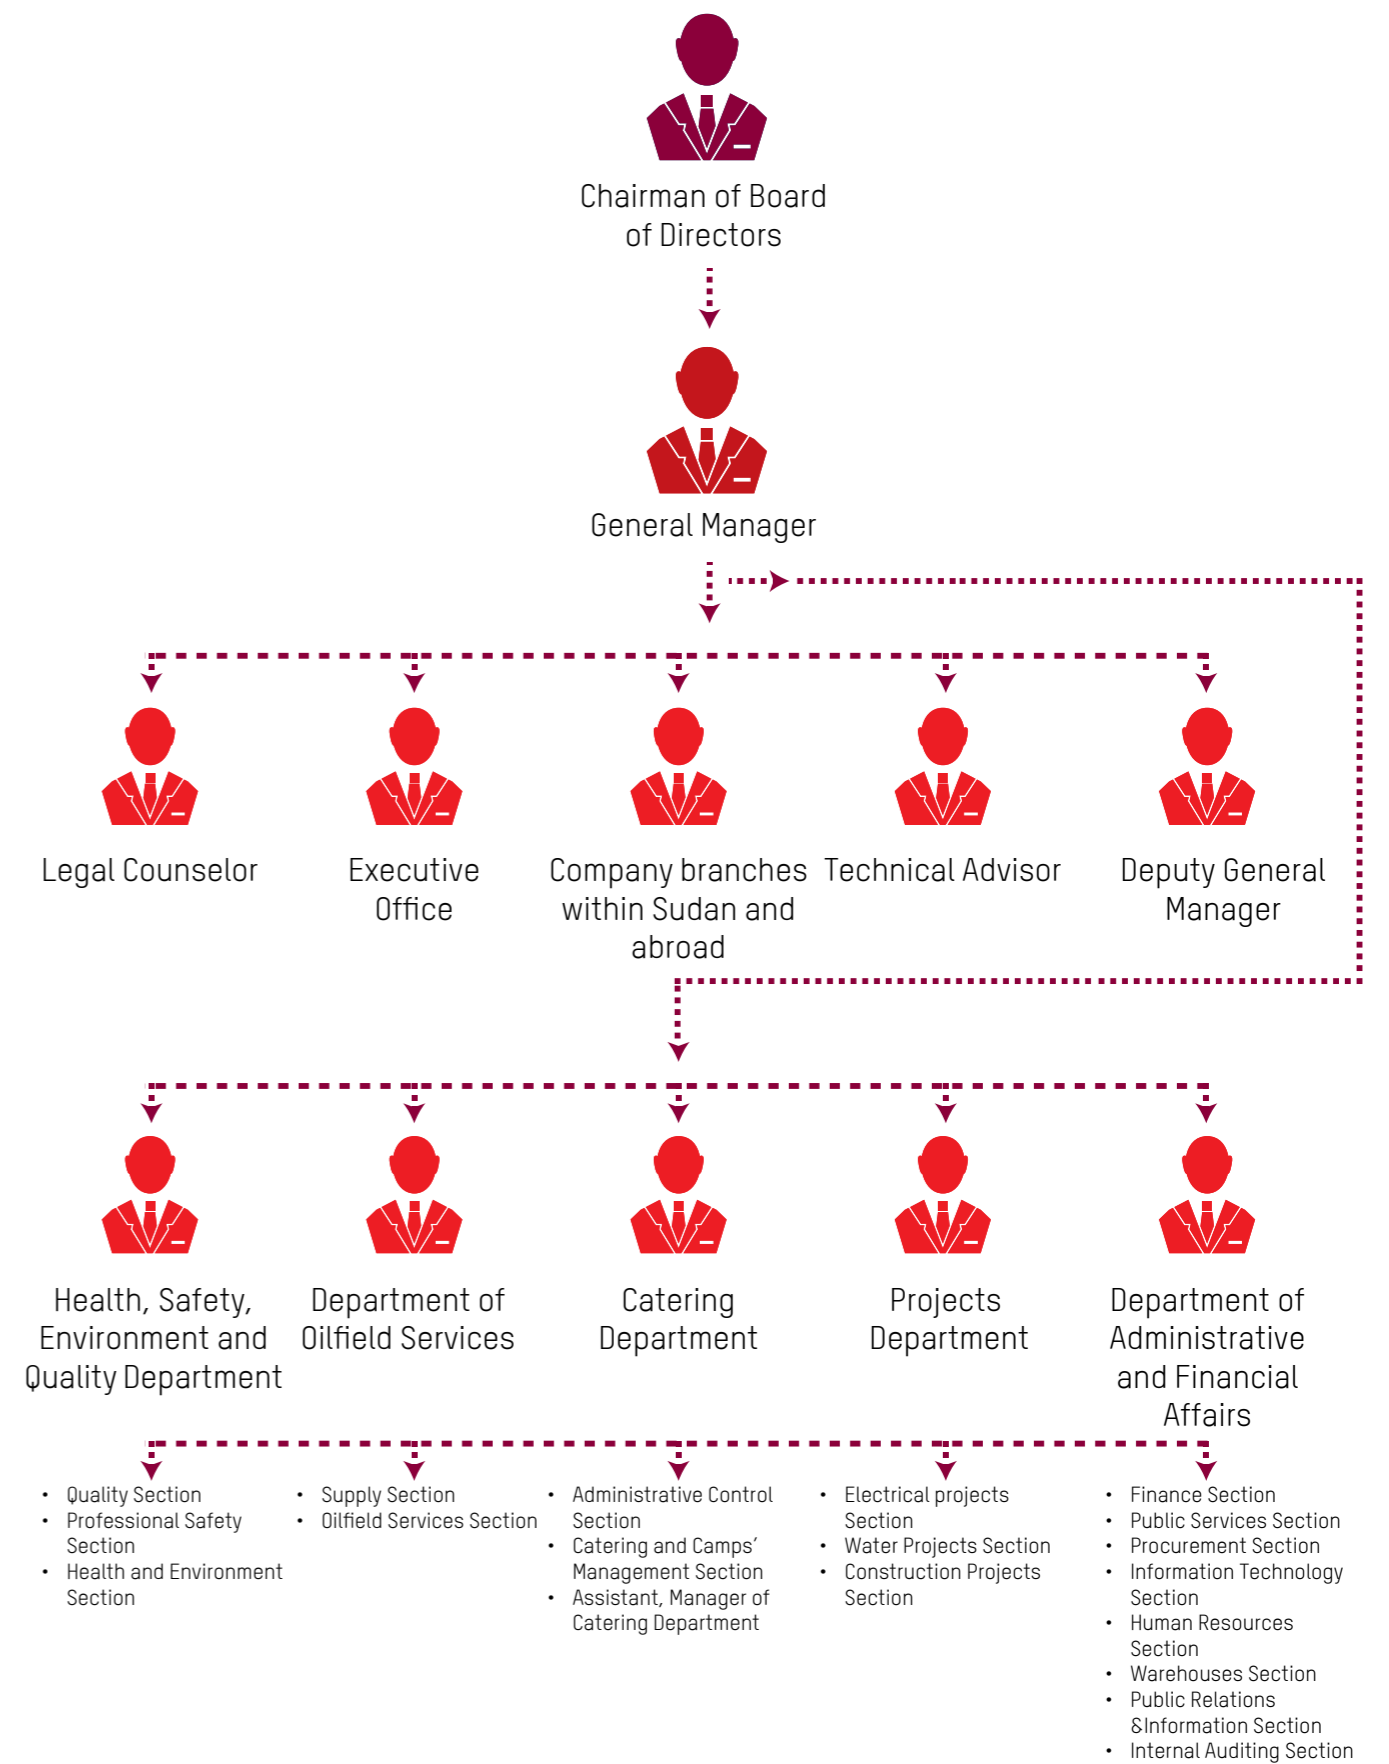 Chairman of Board
of Directors
General Manager
Legal Counselor
Executive
Office
Company branches
within Sudan and
abroad
Technical Advisor
Deputy General
Manager
Health, Safety,
Environment and
Quality Department
Department of
Oilfield Services
Catering
Department
Projects
Department
Department of
Administrative
and Financial
Affairs
• Quality Section
• Professional Safety
Section
• Health and Environment
Section
• Supply Section
• Oilfield Services Section
• Administrative Control
Section
• Catering and Camps’
Management Section
• Assistant, Manager of
Catering Department
• Electrical projects
Section
• Water Projects Section
• Construction Projects
Section
• Finance Section
• Public Services Section
• Procurement Section
• Information Technology
Section
• Human Resources
Section
• Warehouses Section
• Public Relations
&Information Section
• Internal Auditing Section